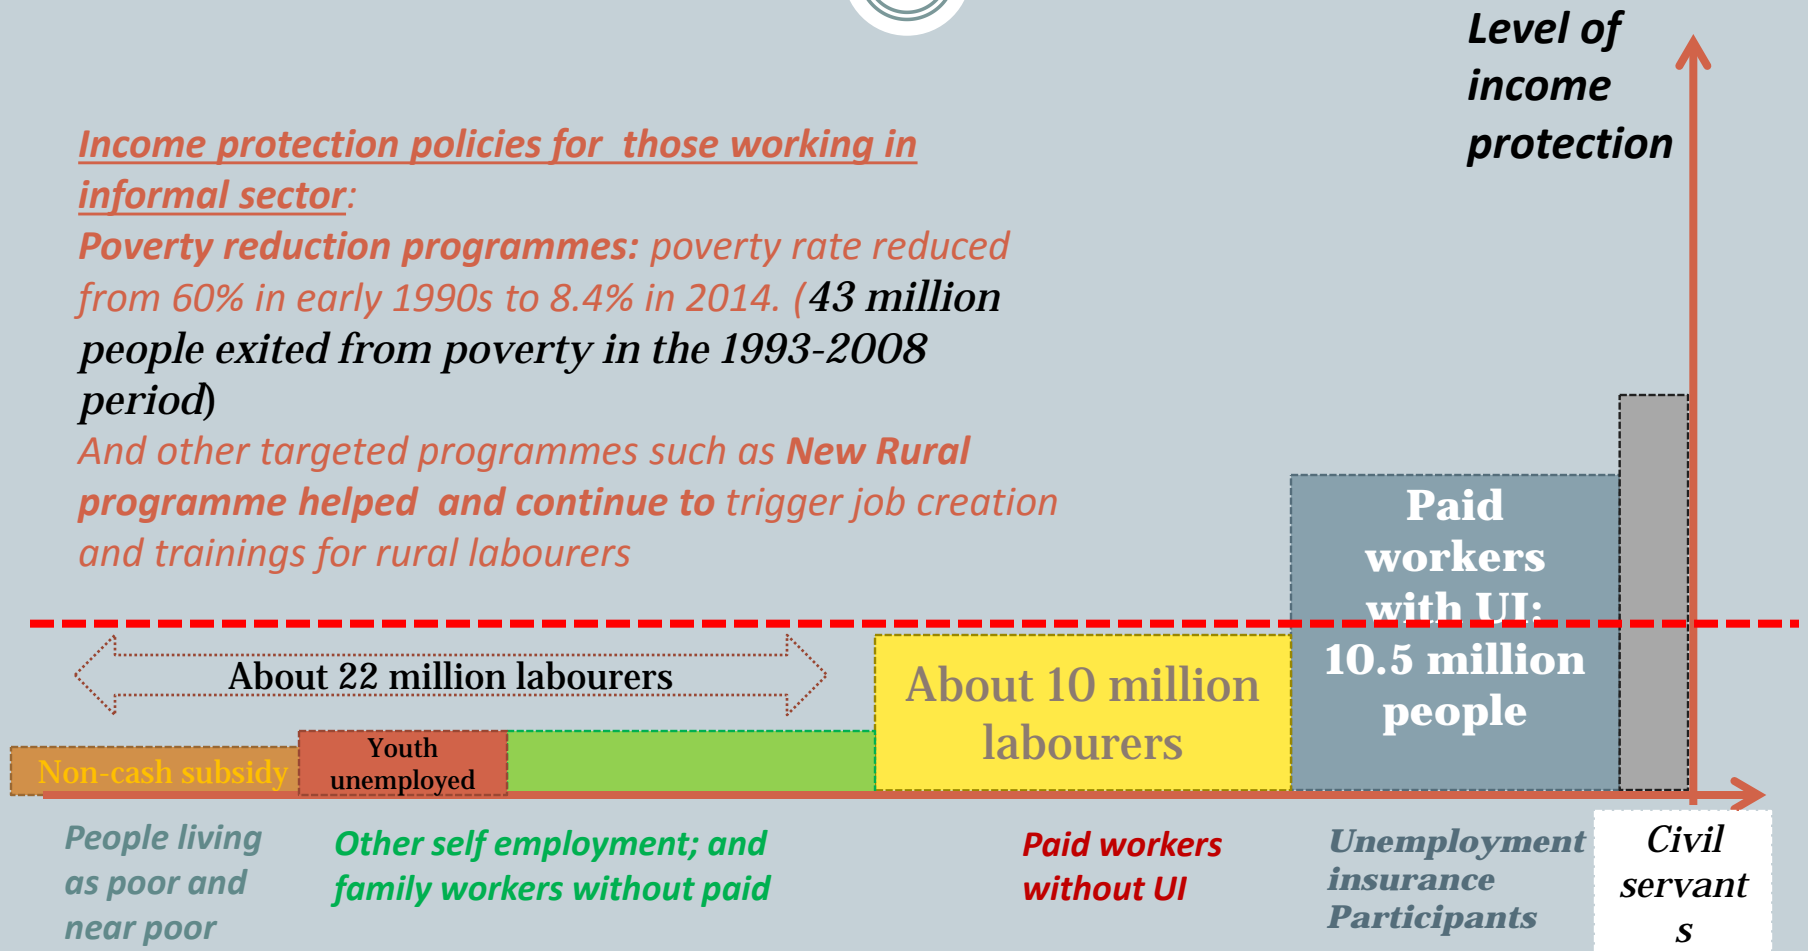 Level of
income
protection
Income protection policies for those working in
informal sector:
Poverty reduction programmes: poverty rate reduced
from 60% in early 1990s to 8.4% in 2014. (43 million
people exited from poverty in the 1993-2008
period)
And other targeted programmes such as New Rural
programme helped and continue to trigger job creation
and trainings for rural labourers
Paid
workers
with UI:
10.5 million
people
About 22 million labourers
About 10 million
labourers
Youth
unemployed
Non-cash subsidy
People living
as poor and
near poor
Other self employment; and
family workers without paid
Paid workers
without UI
Unemployment
insurance
Participants
Civil
servant
s